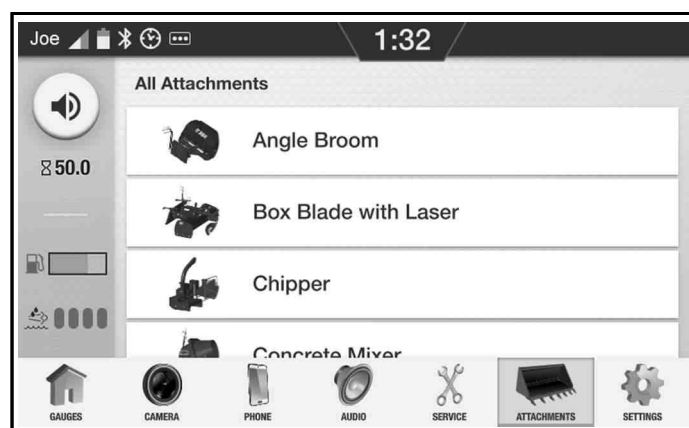 Joe
1:32
All Attachments
50.0
Angle Broom
Box Blade with Laser
Chipper
Concrete Mixer
GAUGES
CAMERA
PHONE
AUDIO
SERVICE
ATTACHMENTS
SETTINGS